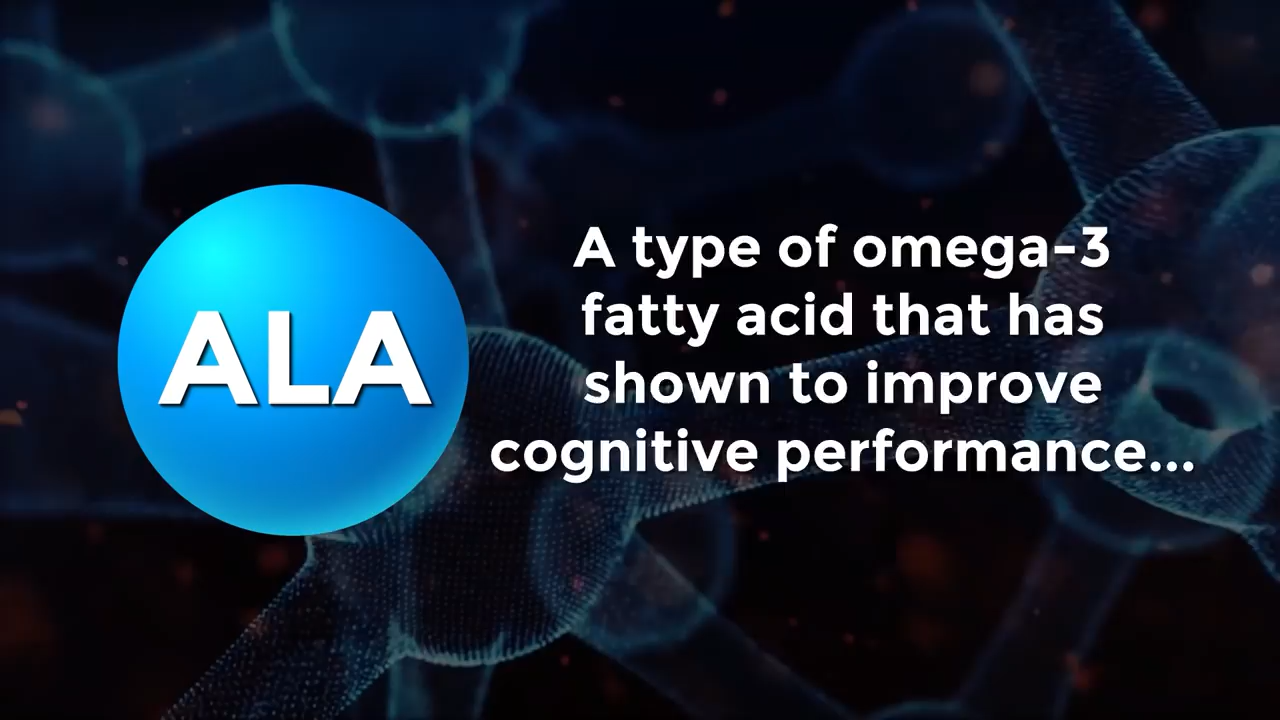 ALA
A type of omega-3
fatty acid that has
shown to improve
cognitive performance...